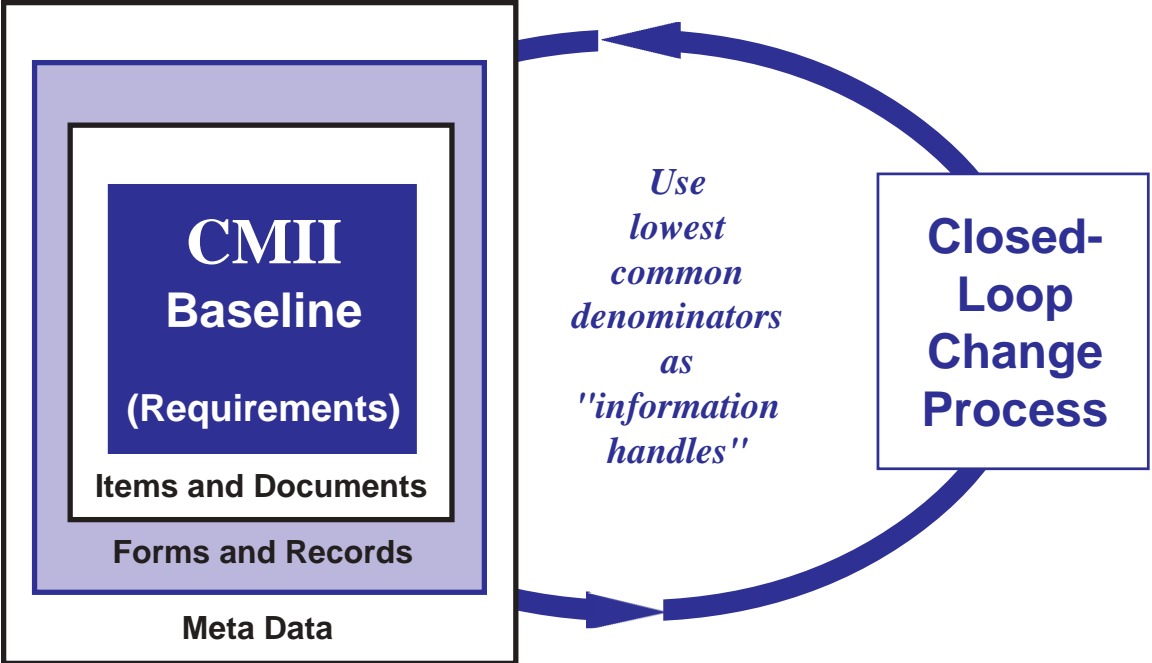 CMII
Baseline
(Requirements)
Items and Documents
Forms and Records
Meta Data
Use
lowest
common
denominators
as
"information
handles"
Closed-
Loop
Change
Process